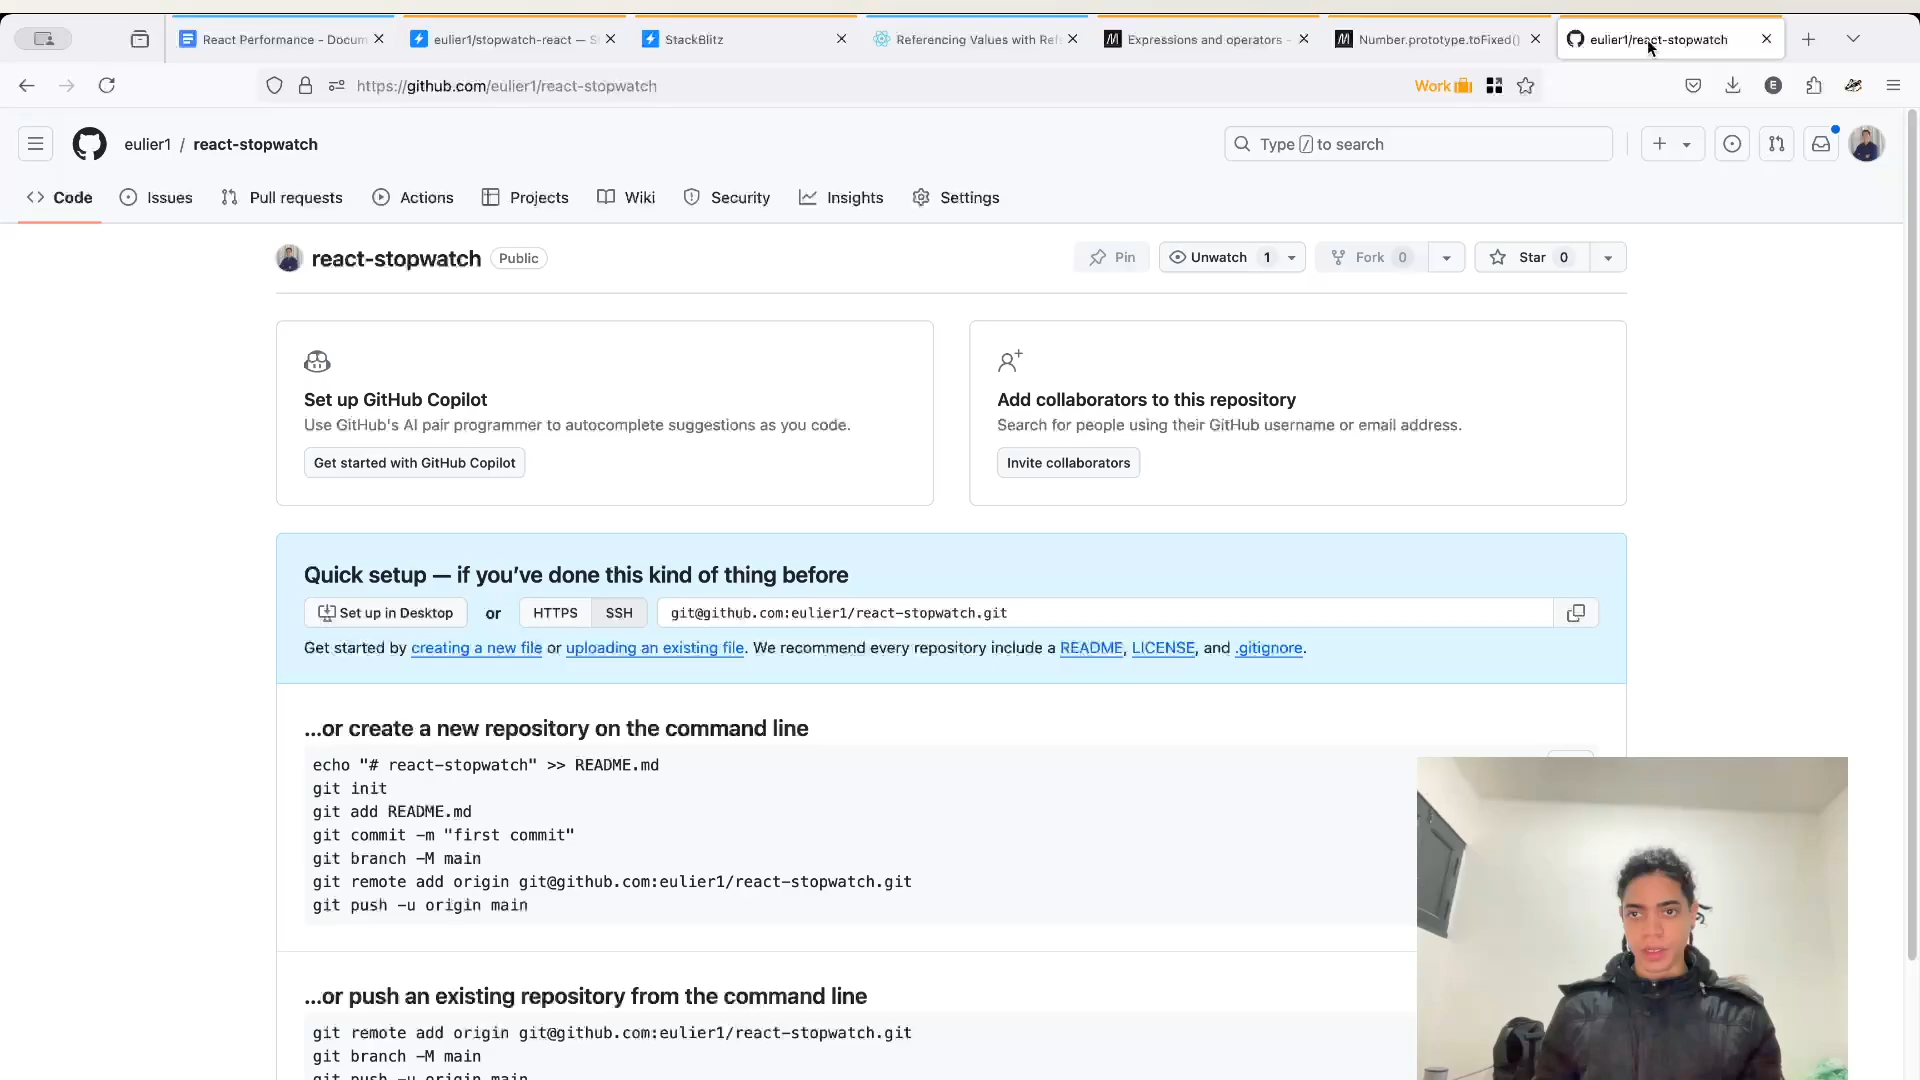 React Performance - Docum
eulier1/stopwatch-react — S
StackBlitz
Referencing Values with Ref
Expressions and operators -
Number.prototype.toFixed()
eulier1/react-stopwatch
https://github.com/eulier1/react-stopwatch
Work
E
eulier1 / react-stopwatch
Type / to search
Code
Issues
Pull requests
Actions
Projects
Wiki
Security
Insights
Settings
react-stopwatch
Public
Pin
Unwatch 1
Fork 0
Star 0
Set up GitHub Copilot
Use GitHub's AI pair programmer to autocomplete suggestions as you code.
Get started with GitHub Copilot
Add collaborators to this repository
Search for people using their GitHub username or email address.
Invite collaborators
Quick setup — if you've done this kind of thing before
Set up in Desktop or HTTPS SSH git@github.com:eulier1/react-stopwatch.git
Get started by creating a new file or uploading an existing file. We recommend every repository include a README, LICENSE, and .gitignore.
...or create a new repository on the command line
echo "# react-stopwatch" >> README.md
git init
git add README.md
git commit -m "first commit"
git branch -M main
git remote add origin git@github.com:eulier1/react-stopwatch.git
git push -u origin main
...or push an existing repository from the command line
git remote add origin git@github.com:eulier1/react-stopwatch.git
git branch -M main
git push -u origin main